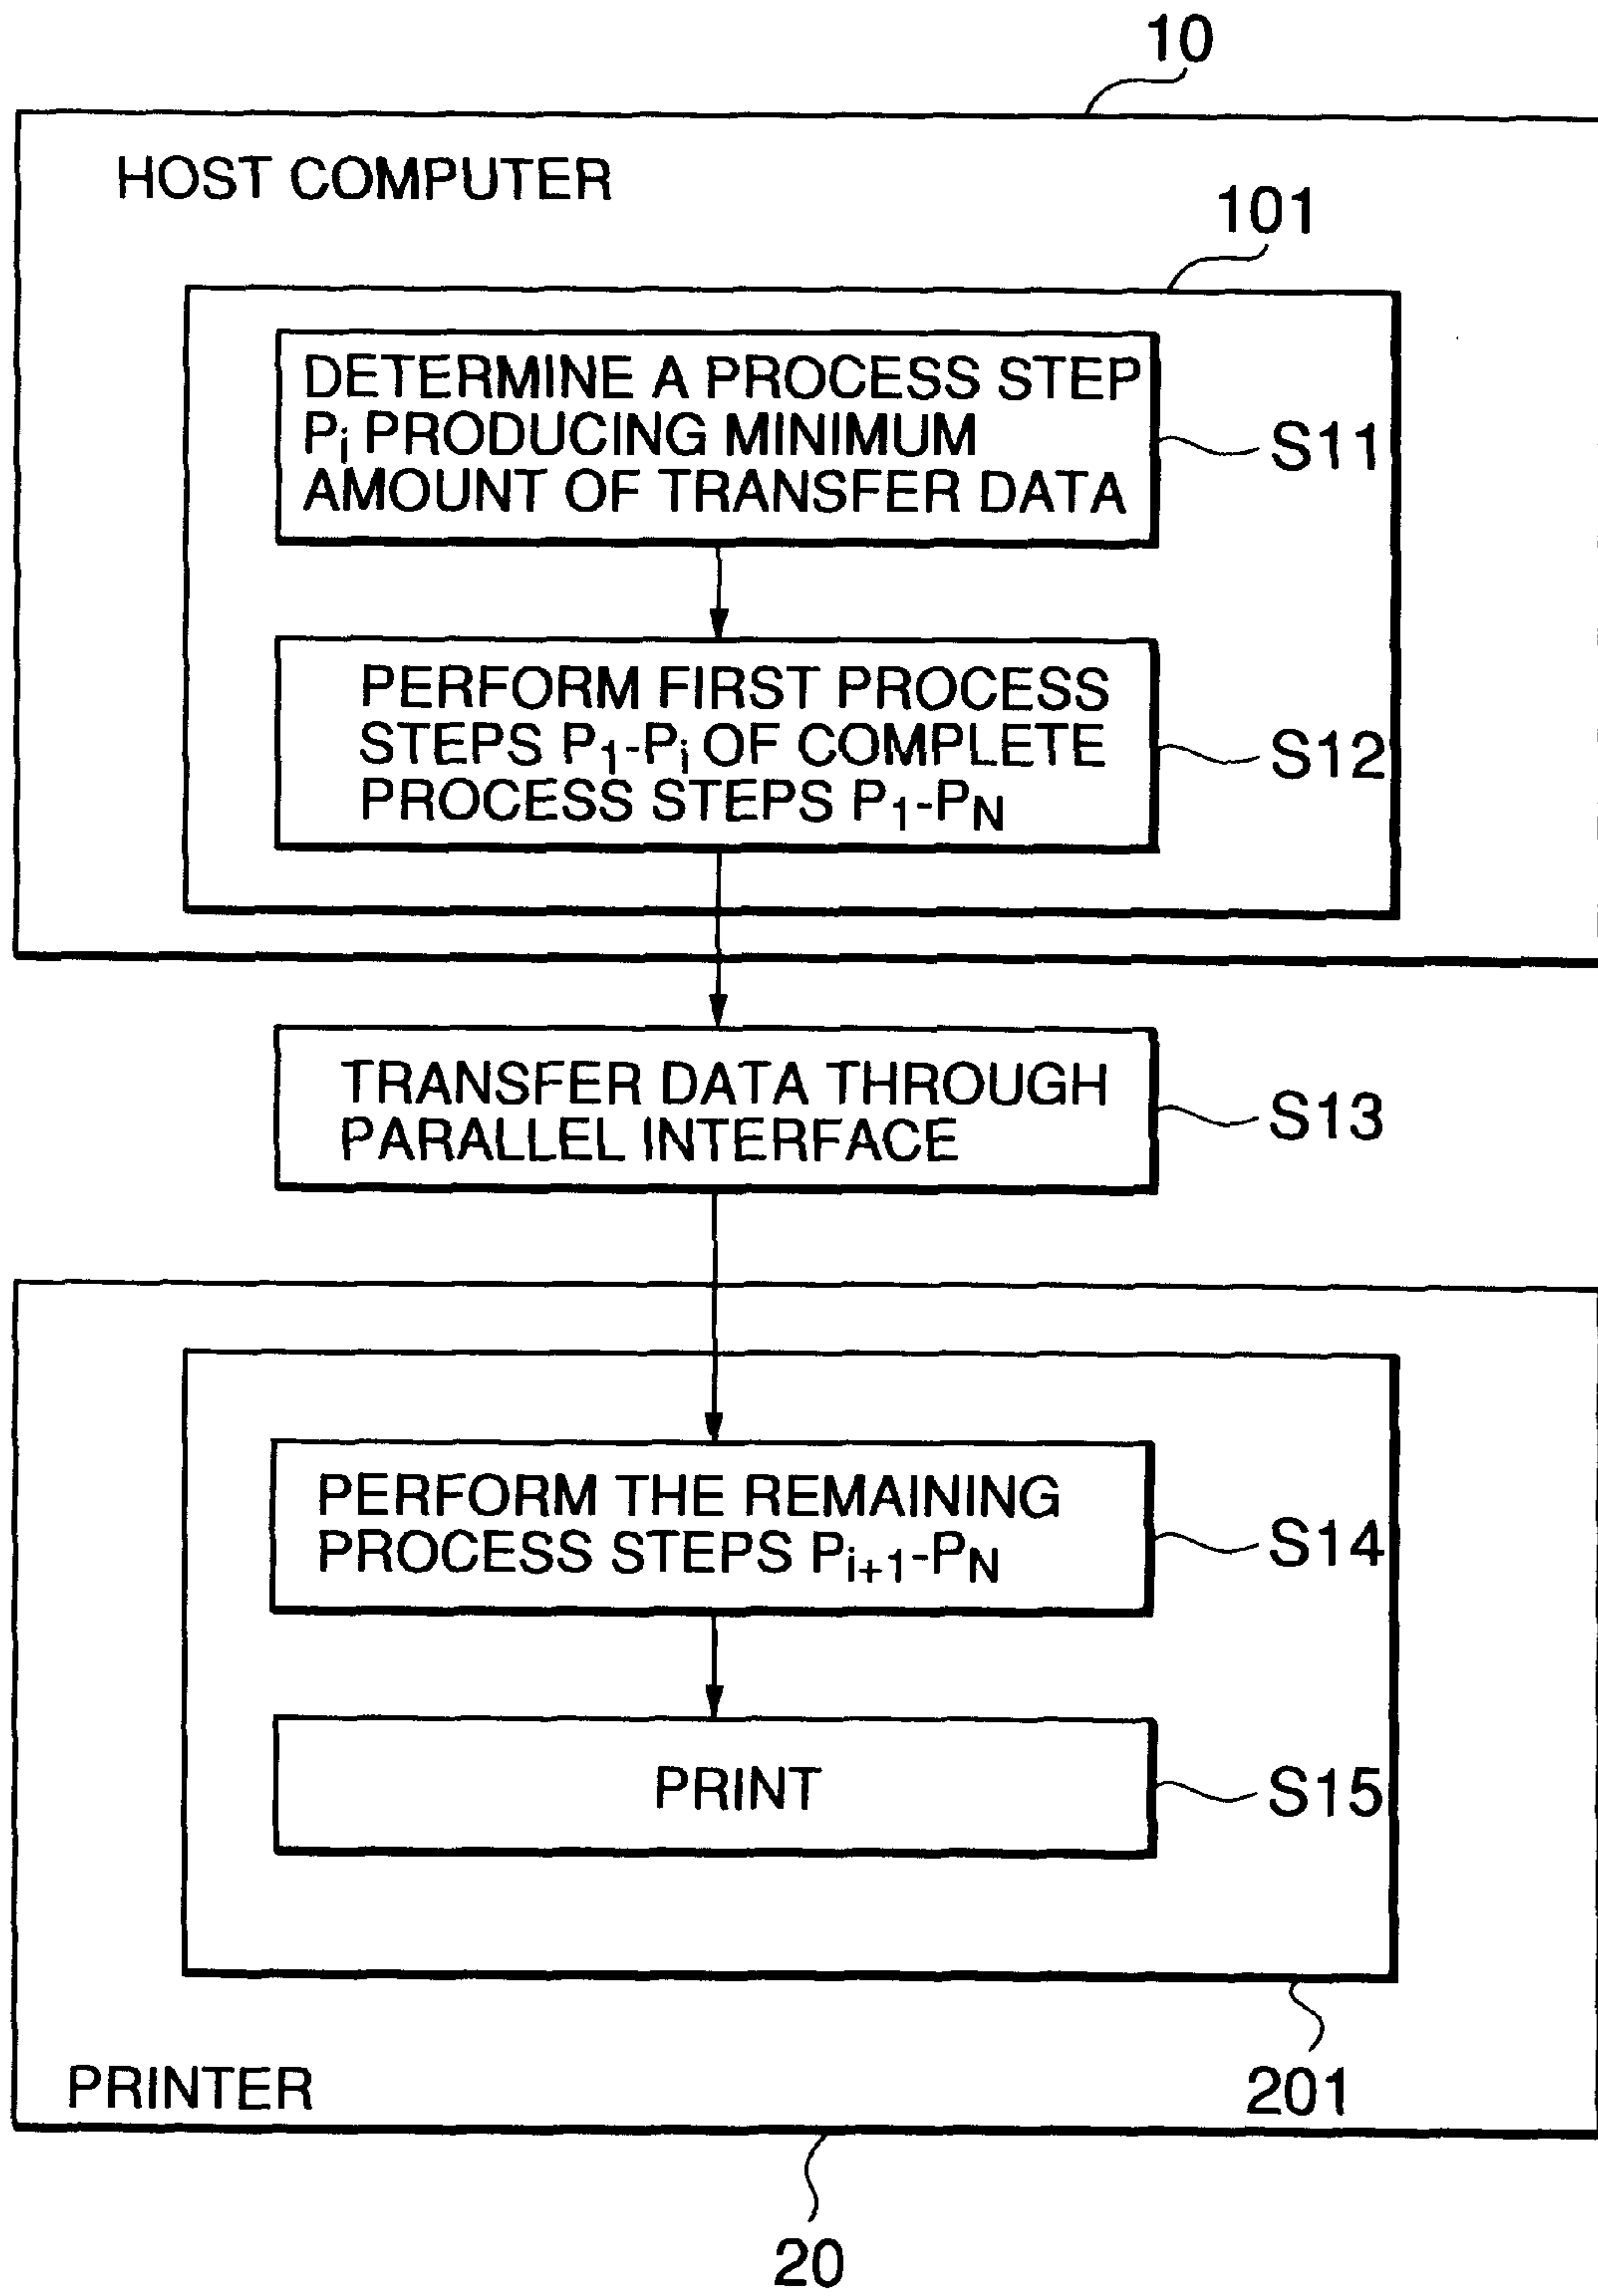 10
HOST COMPUTER
101
DETERMINE A PROCESS STEP
Pi PRODUCING MINIMUM
AMOUNT OF TRANSFER DATA
S11
PERFORM FIRST PROCESS
STEPS P1-Pi OF COMPLETE
PROCESS STEPS P1-PN
S12
TRANSFER DATA THROUGH
PARALLEL INTERFACE
S13
PERFORM THE REMAINING
PROCESS STEPS Pi+1-PN
S14
PRINT
S15
201
PRINTER
20